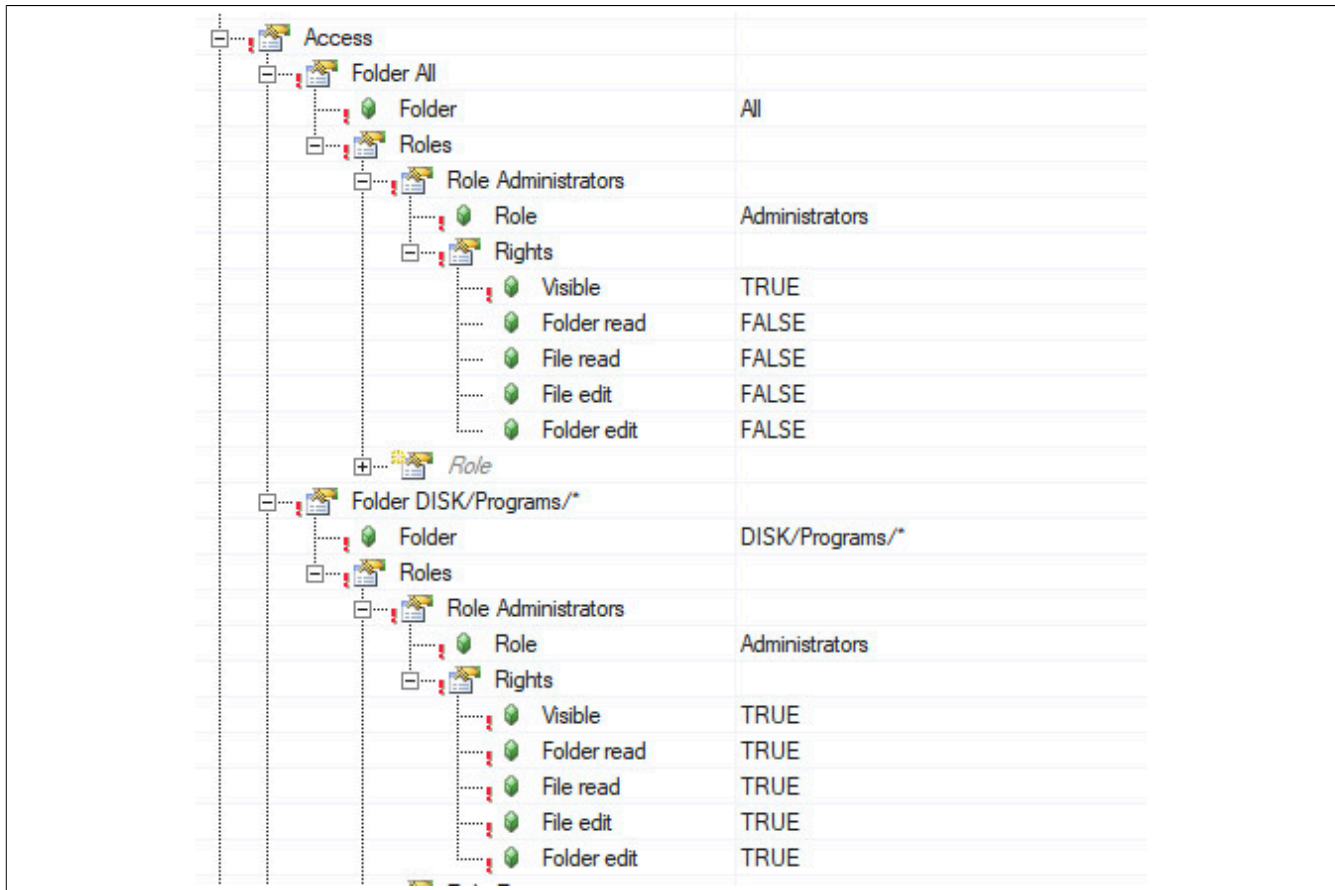 Access
Folder All
Folder All
Roles
Role Administrators
Role Administrators
Rights
Visible TRUE
Folder read FALSE
File read FALSE
File edit FALSE
Folder edit FALSE
Role
Folder DISK/Programs/*
Folder DISK/Programs/*
Roles
Role Administrators
Role Administrators
Rights
Visible TRUE
Folder read TRUE
File read TRUE
File edit TRUE
Folder edit TRUE